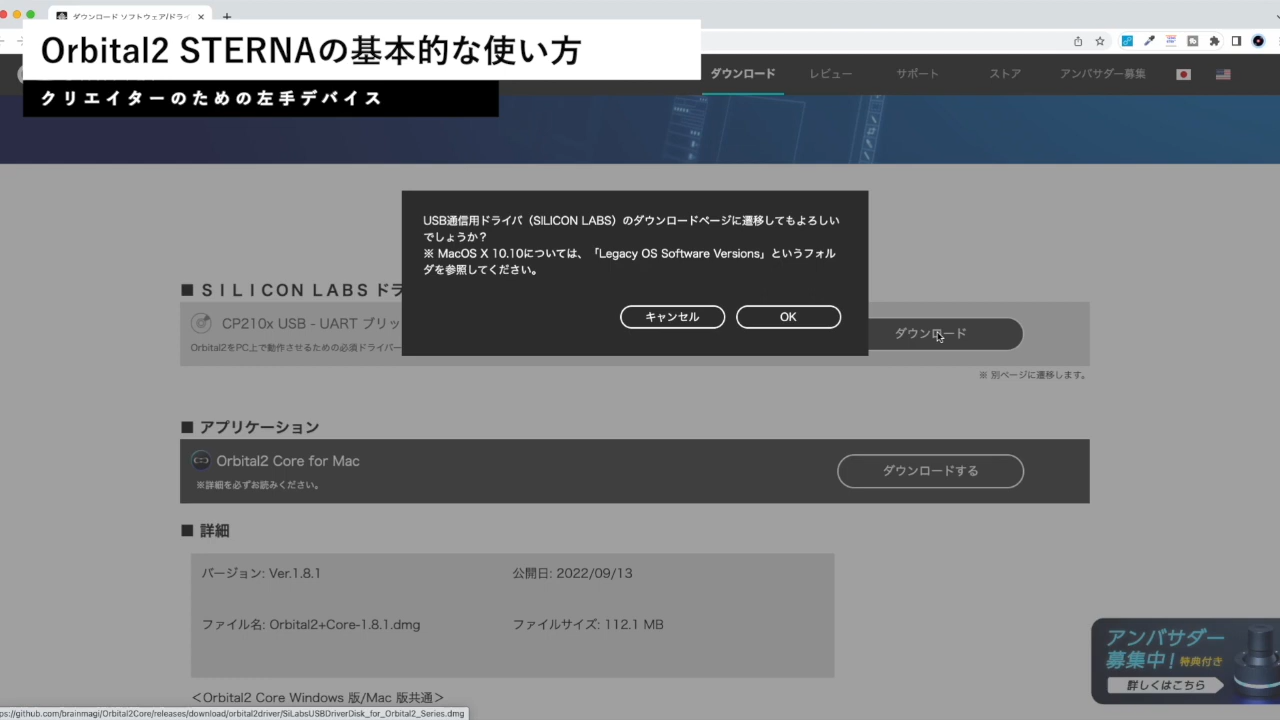 ダウンロード ソフトウェア/ドライ
Orbital2 STERNAの基本的な使い方
クリエイターのための左手デバイス
ダウンロード
レビュー
サポート
ストア
アンバサダー募集
USB通信用ドライバ（SILICON LABS）のダウンロードページに遷移してもよろしい
でしょうか？
※ MacOS X 10.10については、「Legacy OS Software Versions」というフォル
ダを参照してください。
キャンセル
OK
■ ＳＩＬＩＣＯＮ ＬＡＢＳ ドラ
CP210x USB - UART ブリッ
Orbital2をPC上で動作させるための必須ドライバー
ダウンロード
※ 別ページに遷移します。
■ アプリケーション
Orbital2 Core for Mac
※詳細を必ずお読みください。
ダウンロードする
■ 詳細
バージョン: Ver.1.8.1
公開日: 2022/09/13
ファイル名: Orbital2+Core-1.8.1.dmg
ファイルサイズ: 112.1 MB
アンバサダー
募集中！特典付き
詳しくはこちら
＜Orbital2 Core Windows 版/Mac 版共通＞
ps://github.com/brainmagi/Orbital2Core/releases/download/orbital2driver/SiLabsUSBDriverDisk_for_Orbital2_Series.dmg